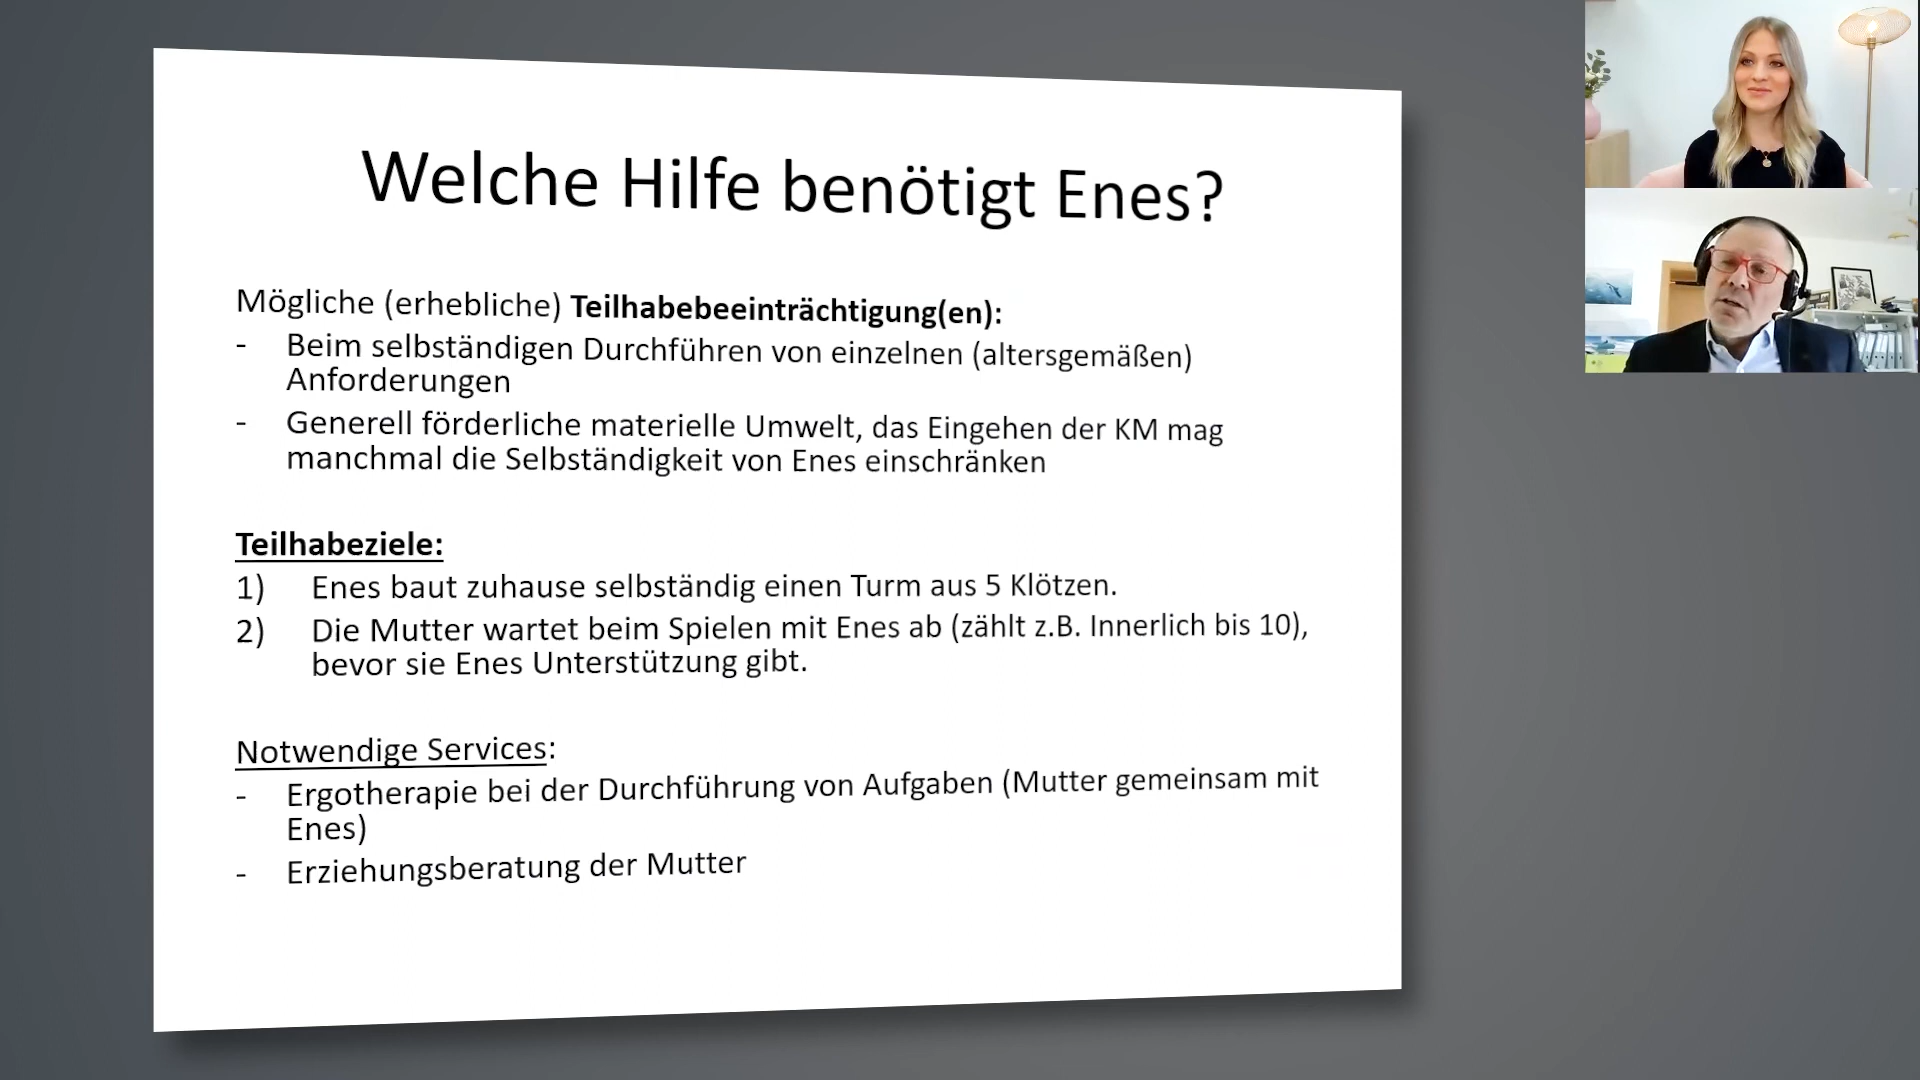 Welche Hilfe benötigt Enes?
Mögliche (erhebliche) Teilhabebeeinträchtigung(en):
- Beim selbständigen Durchführen von einzelnen (altersgemäßen)
Anforderungen
- Generell förderliche materielle Umwelt, das Eingehen der KM mag
manchmal die Selbständigkeit von Enes einschränken
Teilhabeziele:
1) Enes baut zuhause selbständig einen Turm aus 5 Klötzen.
2) Die Mutter wartet beim Spielen mit Enes ab (zählt z.B. Innerlich bis 10),
bevor sie Enes Unterstützung gibt.
Notwendige Services:
- Ergotherapie bei der Durchführung von Aufgaben (Mutter gemeinsam mit
Enes)
- Erziehungsberatung der Mutter